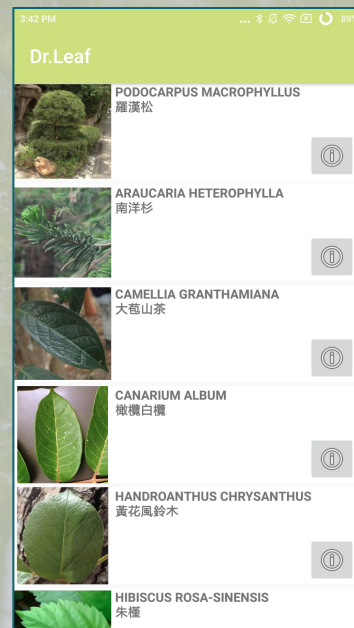 3:42 PM
... 89
Dr.Leaf
PODOCARPUS MACROPHYLLUS
羅漢松
ARAUCARIA HETEROPHYLLA
南洋杉
CAMELLIA GRANTHAMIANA
大苞山茶
CANARIUM ALBUM
橄欖白欖
HANDROANTHUS CHRYSANTHUS
黃花風鈴木
HIBISCUS ROSA-SINENSIS
朱槿